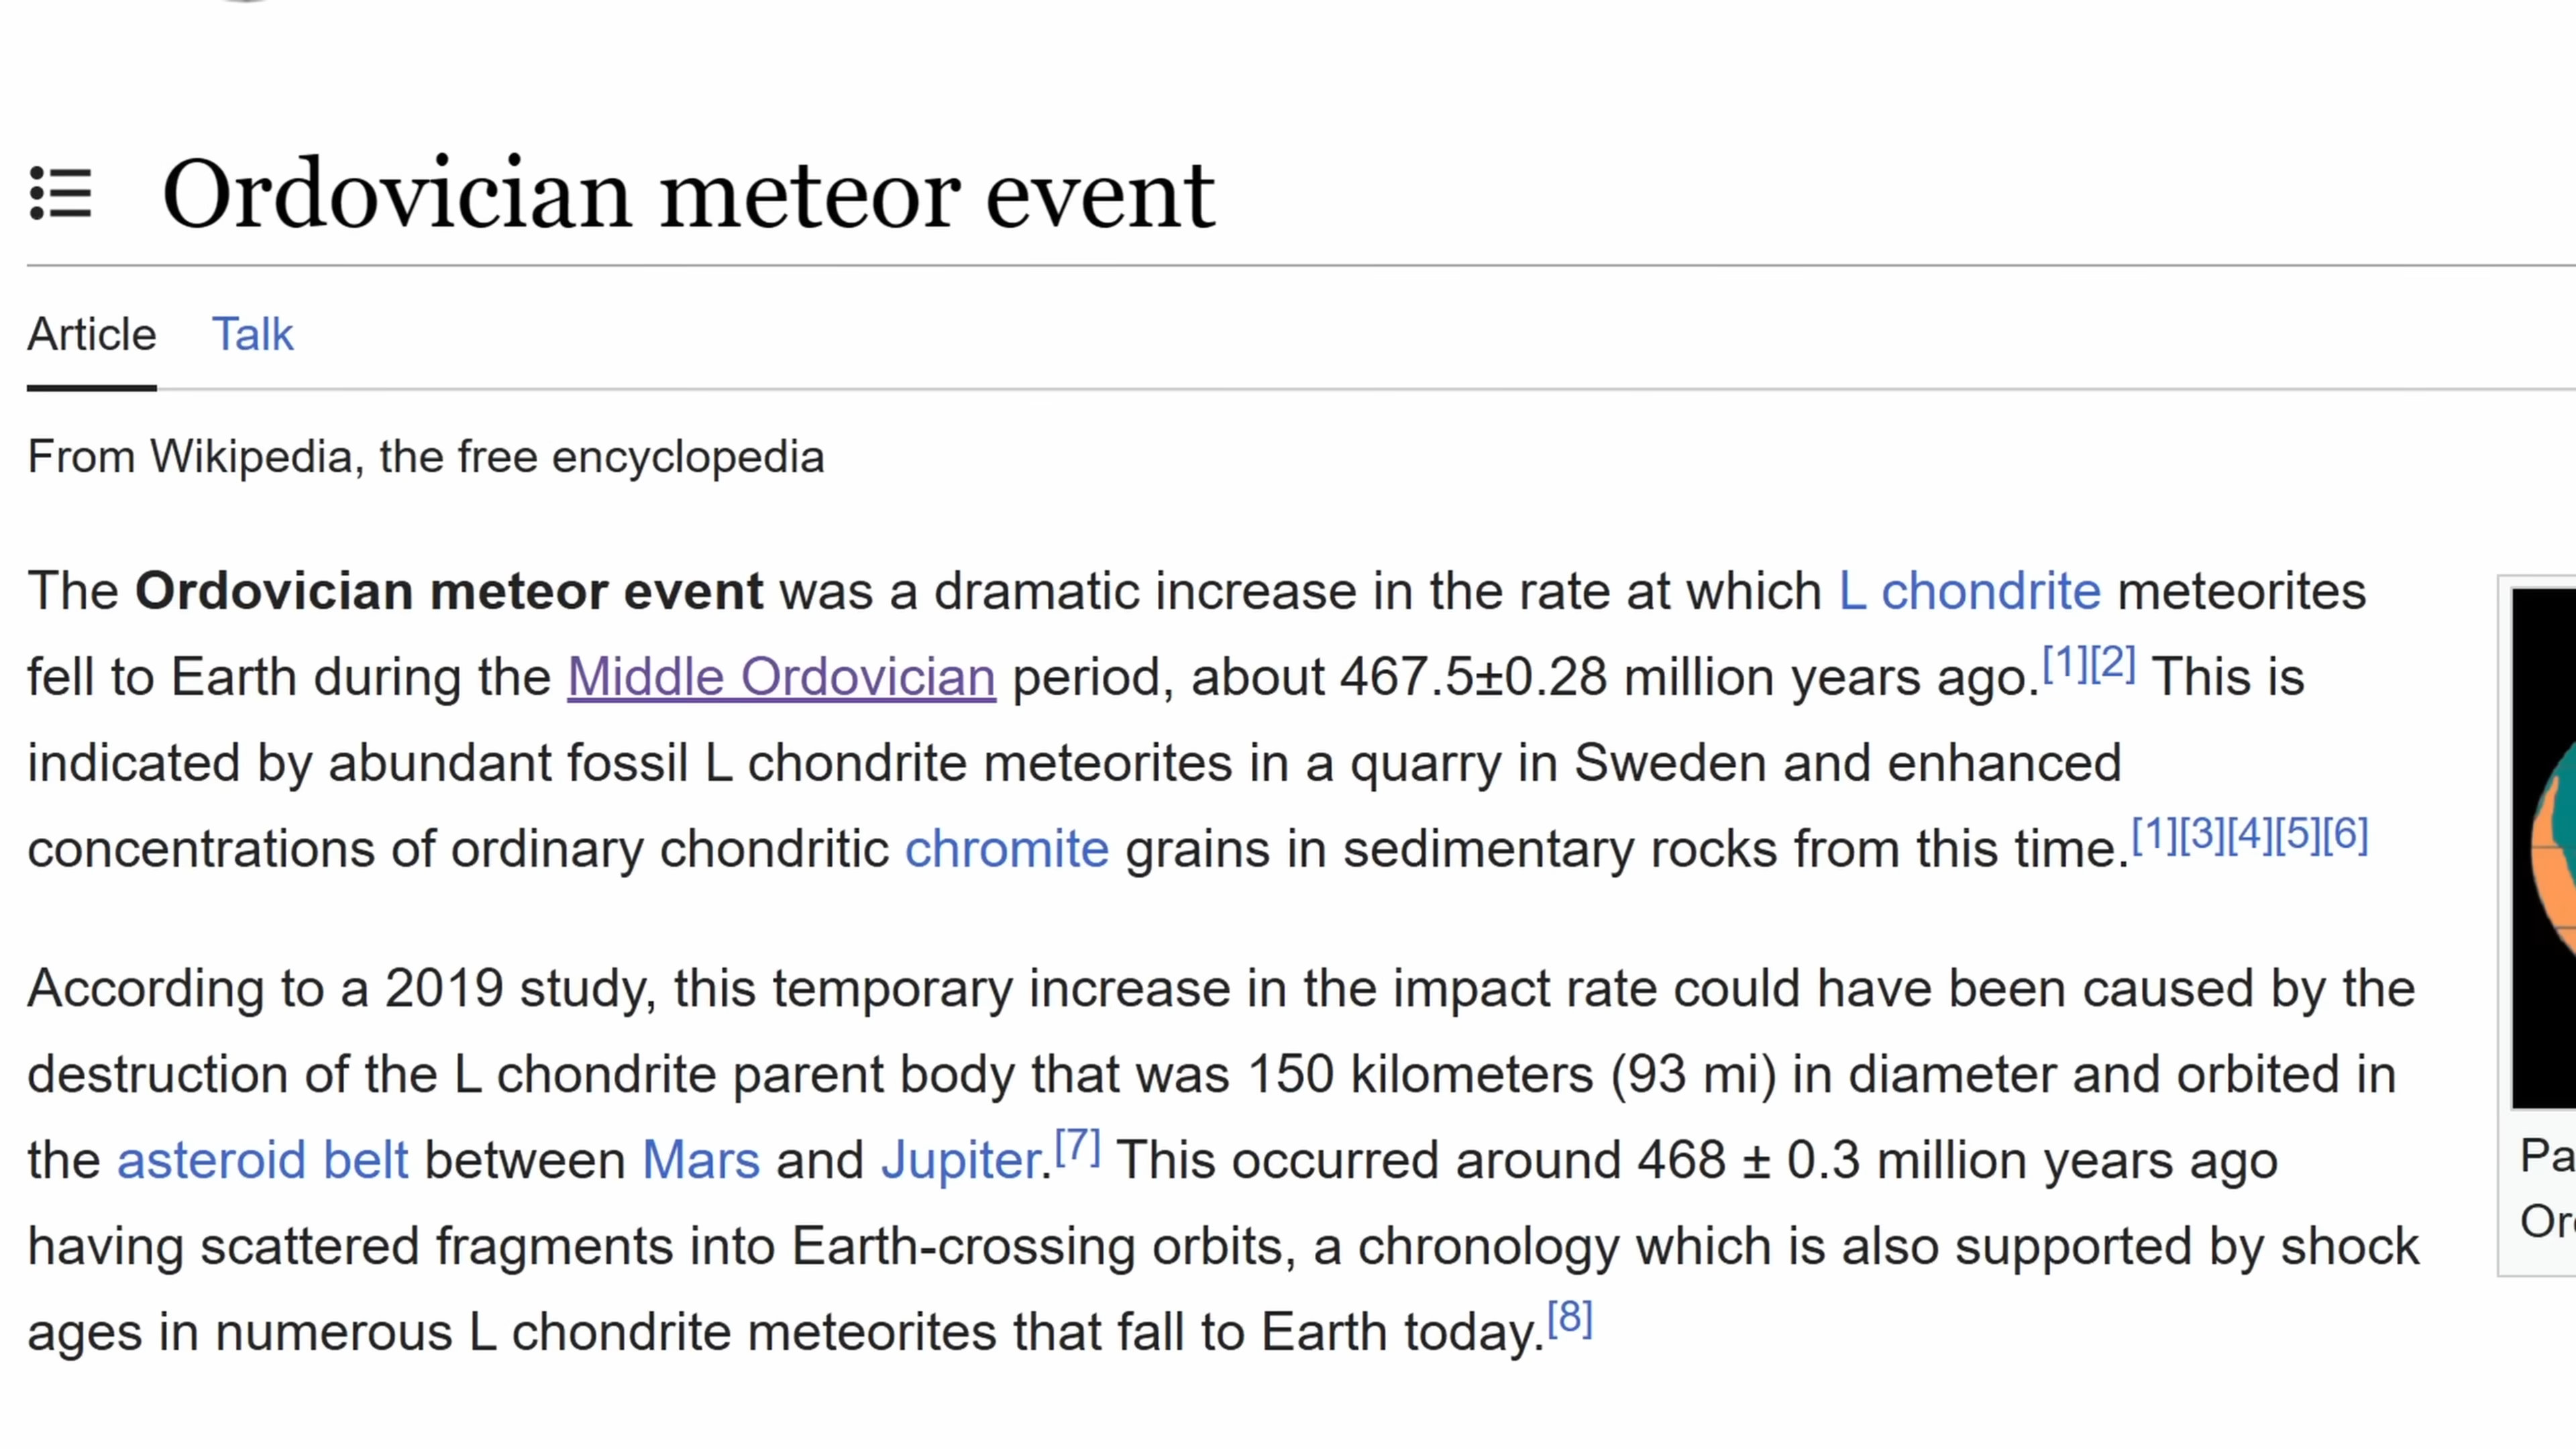 Ordovician meteor event
Article Talk
From Wikipedia, the free encyclopedia
The Ordovician meteor event was a dramatic increase in the rate at which L chondrite meteorites
fell to Earth during the Middle Ordovician period, about 467.5±0.28 million years ago.[1][2] This is
indicated by abundant fossil L chondrite meteorites in a quarry in Sweden and enhanced
concentrations of ordinary chondritic chromite grains in sedimentary rocks from this time.[1][3][4][5][6]
According to a 2019 study, this temporary increase in the impact rate could have been caused by the
destruction of the L chondrite parent body that was 150 kilometers (93 mi) in diameter and orbited in
the asteroid belt between Mars and Jupiter.[7] This occurred around 468 ± 0.3 million years ago
having scattered fragments into Earth-crossing orbits, a chronology which is also supported by shock
ages in numerous L chondrite meteorites that fall to Earth today.[8]